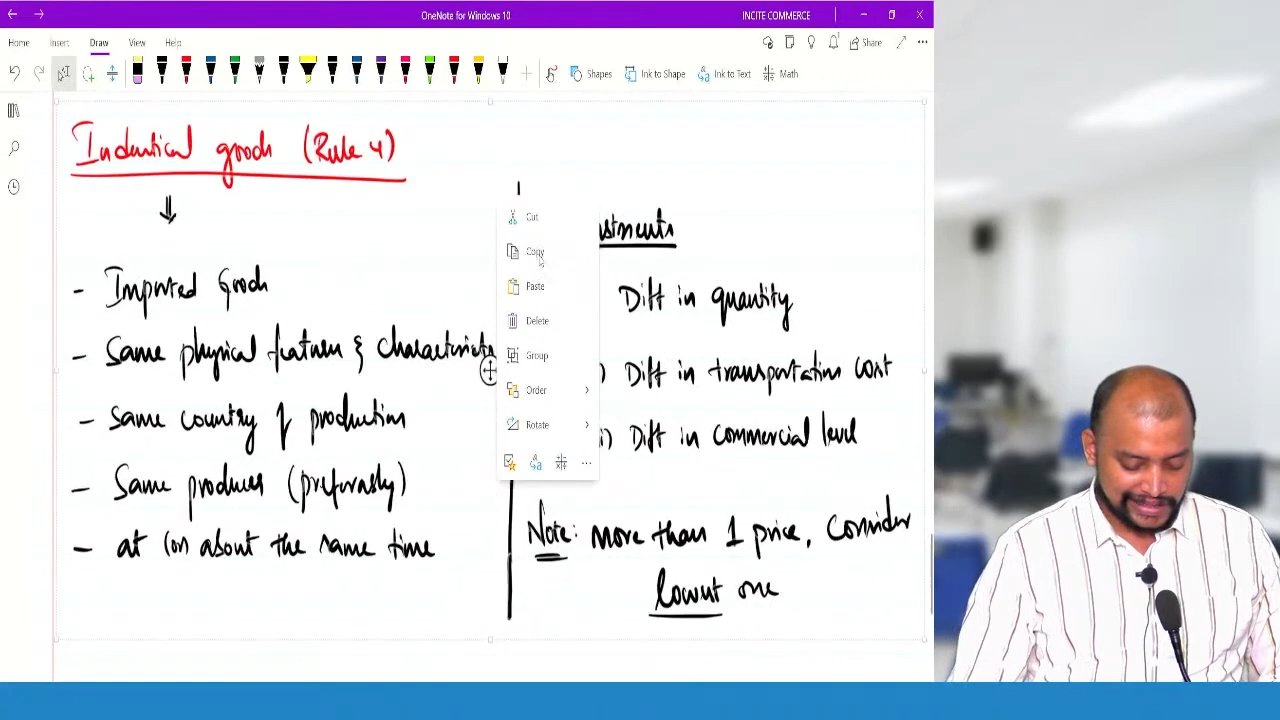 OneNote for Windows 10
INCITE COMMERCE
Home Insert Draw View Help
Share
Shapes Ink to Shape Ink to Text Math
Indentical goods (Rule 4)
- Imported Goods
- Same physical features & characteristics
- Same country of production
- Same producer (preferably)
- at (or) about the same time
Cut
Copy
Paste
Delete
Group
Order
Rotate
ustments
Diff in quantity
) Diff in transportation cost
i) Diff in commercial level
Note: more than 1 price, Consider
lowest one